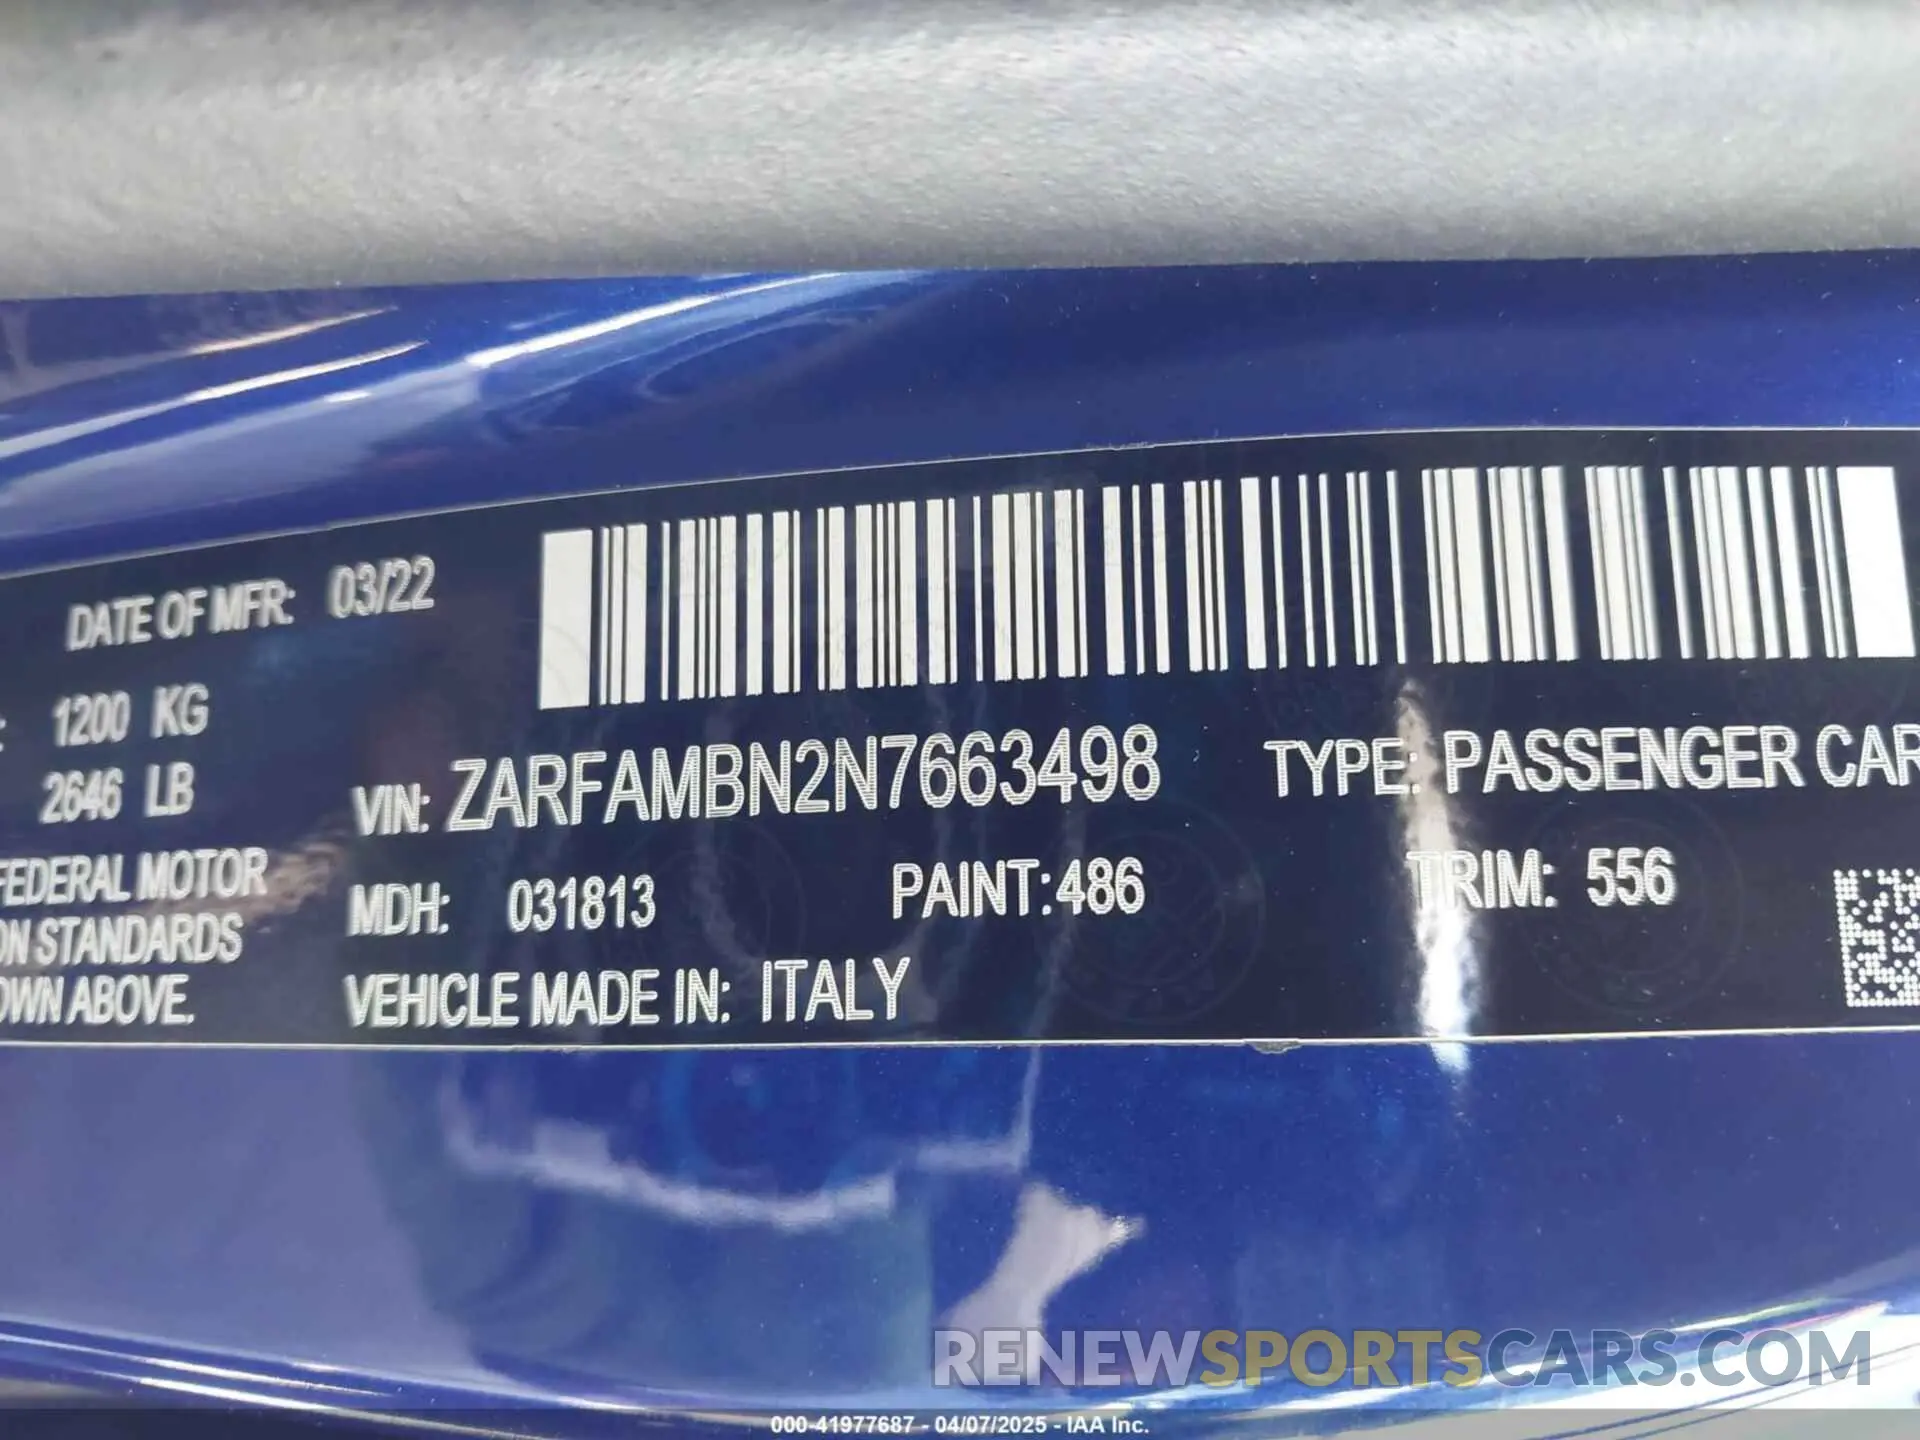 DATE OF MFR: 03/22
: 1200 KG
2646 LB
VIN: ZARFAMBN2N7663498 TYPE: PASSENGER CAR
FEDERAL MOTOR
ON STANDARDS
OWN ABOVE.
MDH: 031813 PAINT:486 TRIM: 556
VEHICLE MADE IN: ITALY
RENEWSPORTSCARS.COM
000-41977687 - 04/07/2025 - IAA Inc.